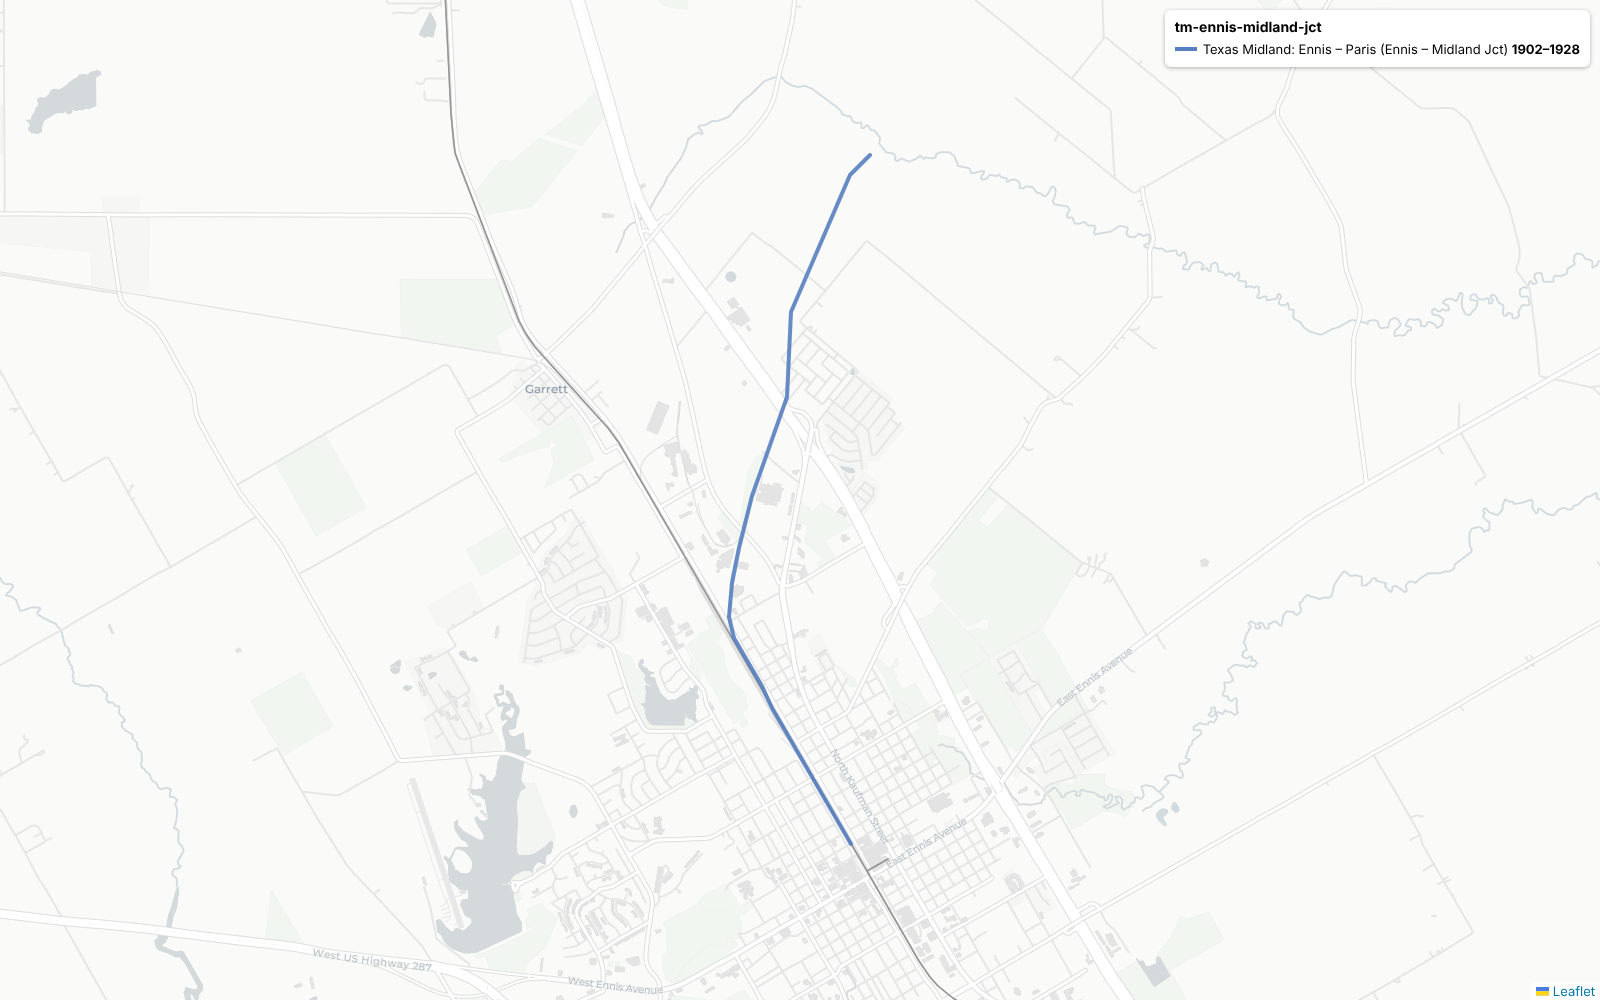 tm-ennis-midland-jct
Texas Midland: Ennis – Paris (Ennis – Midland Jct) 1902–1928
Garrett
East Ennis Avenue
North Kaufman Street
East Ennis Avenue
West US Highway 287
West Ennis Avenue
Leaflet